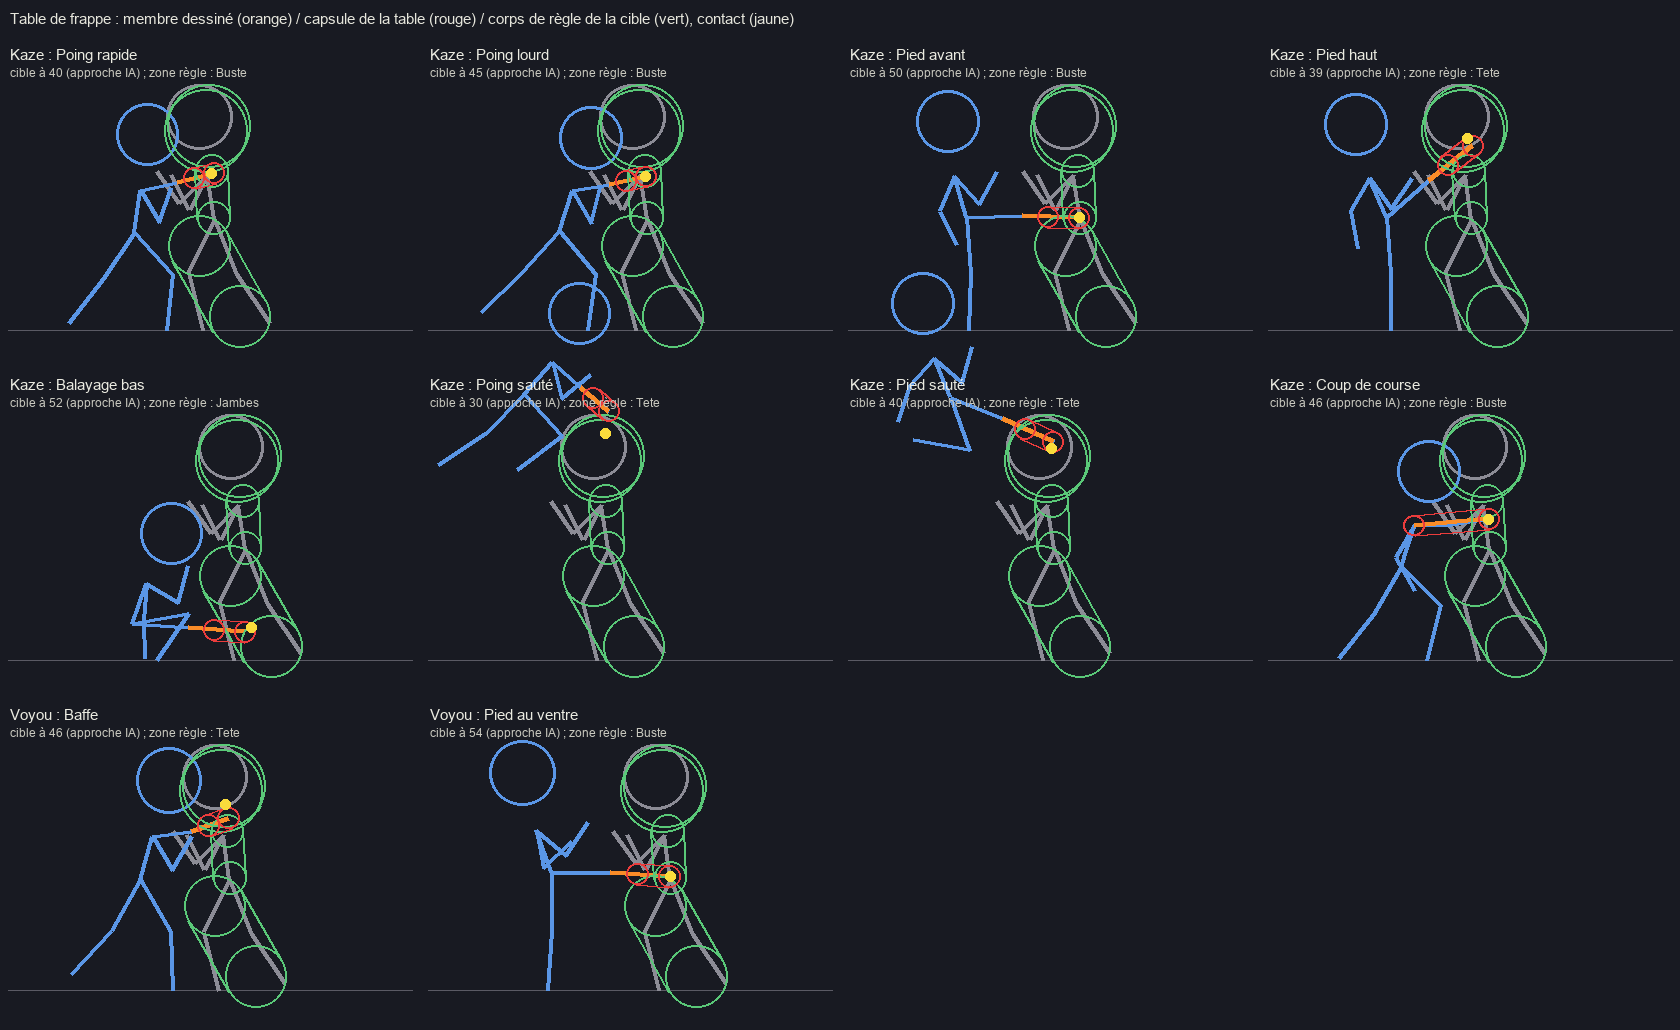 Table de frappe : membre dessiné (orange) / capsule de la table (rouge) / corps de règle de la cible (vert), contact (jaune)
Kaze : Poing rapide
cible à 40 (approche IA) ; zone règle : Buste
Kaze : Poing lourd
cible à 45 (approche IA) ; zone règle : Buste
Kaze : Pied avant
cible à 50 (approche IA) ; zone règle : Buste
Kaze : Pied haut
cible à 39 (approche IA) ; zone règle : Tete
Kaze : Balayage bas
cible à 52 (approche IA) ; zone règle : Jambes
Kaze : Poing sauté
cible à 30 (approche IA) ; zone règle : Tete
Kaze : Pied sauté
cible à 40 (approche IA) ; zone règle : Tete
Kaze : Coup de course
cible à 46 (approche IA) ; zone règle : Buste
Voyou : Baffe
cible à 46 (approche IA) ; zone règle : Tete
Voyou : Pied au ventre
cible à 54 (approche IA) ; zone règle : Buste